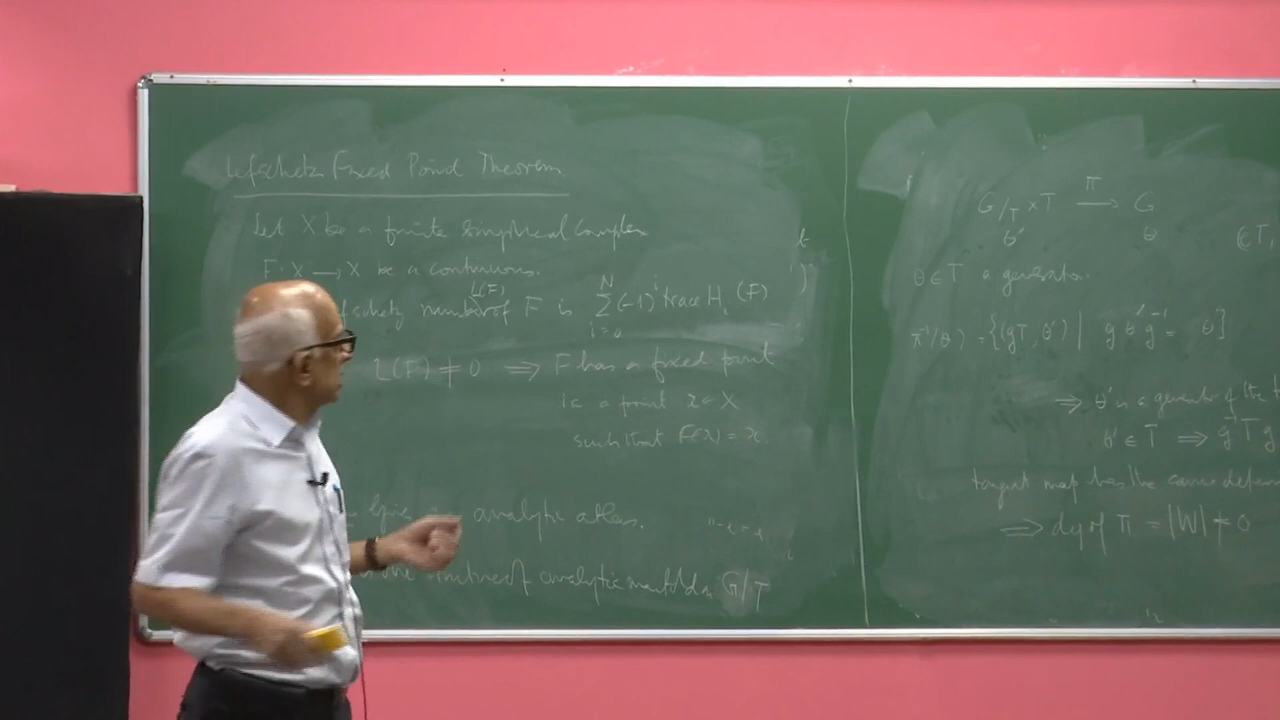 Lefschetz Fixed Point Theorem
Let X be a finite simplicial complex
F: X → X be a continuous.
L(F)
number of F is Σ_{i=0}^{N} (-1)^i trace H_i (F)
L(F) ≠ 0 ⇒ F has a fixed point
i.e. a point x ∈ X
such that F(x) = x.
analytic atlas.
analytic manifold on G/T
G/T × T →^π G
θ' θ
θ ∈ T a generator.
π^{-1}(θ) = {(gT, θ') | g θ' g^{-1} = θ}
⇒ θ' is a generator of the
θ' ∈ T ⇒ g^{-1} T g
tangent map has the same
⇒ deg of π = |W| ≠ 0